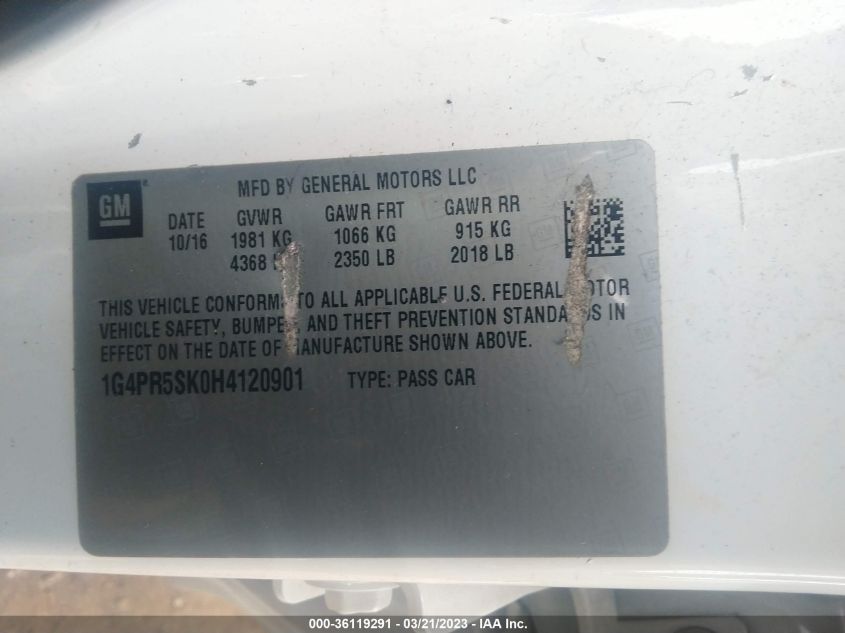 GM
MFD BY GENERAL MOTORS LLC
DATE GVWR GAWR FRT GAWR RR
10/16 1981 KG 1066 KG 915 KG
4368 2350 LB 2018 LB
THIS VEHICLE CONFORMS TO ALL APPLICABLE U.S. FEDERAL MOTOR
VEHICLE SAFETY, BUMPER, AND THEFT PREVENTION STANDARDS IN
EFFECT ON THE DATE OF MANUFACTURE SHOWN ABOVE.
1G4PR5SK0H4120901 TYPE: PASS CAR
000-36119291 - 03/21/2023 - IAA Inc.